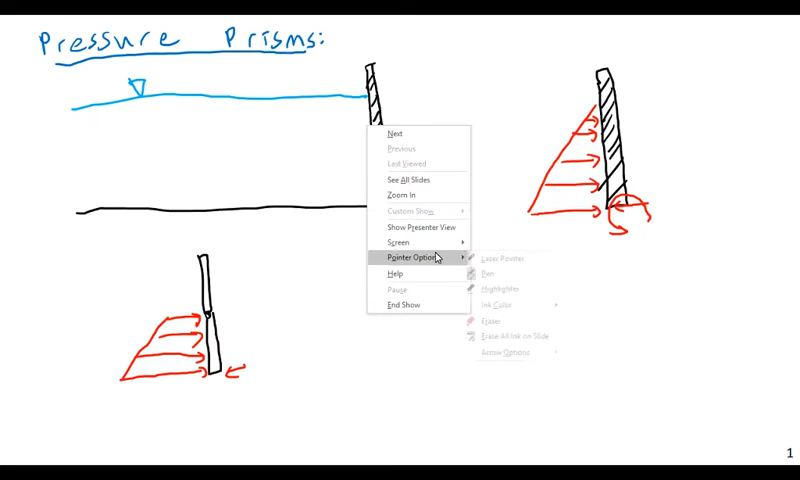 Pressure Prisms:
Next
Previous
Last Viewed
See All Slides
Zoom In
Custom Show
Show Presenter View
Screen
Pointer Options
Help
Pause
End Show
Laser Pointer
Pen
Highlighter
Ink Color
Eraser
Erase All Ink on Slide
Arrow Options
1